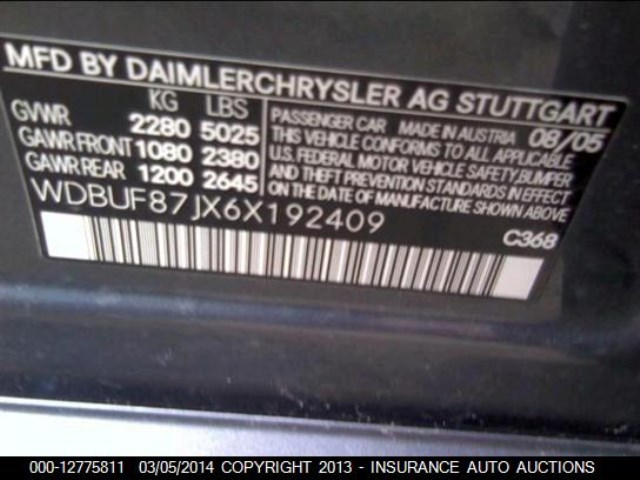 MFD BY DAIMLERCHRYSLER AG STUTTGART
KG LBS
GVWR 2280 5025
GAWR FRONT 1080 2380
GAWR REAR 1200 2645
PASSENGER CAR MADE IN AUSTRIA 08/05
THIS VEHICLE CONFORMS TO ALL APPLICABLE
U.S. FEDERAL MOTOR VEHICLE SAFETY, BUMPER
AND THEFT PREVENTION STANDARDS IN EFFECT
ON THE DATE OF MANUFACTURE SHOWN ABOVE
WDBUF87JX6X192409
C368
000-12775811 03/05/2014 COPYRIGHT 2013 - INSURANCE AUTO AUCTIONS